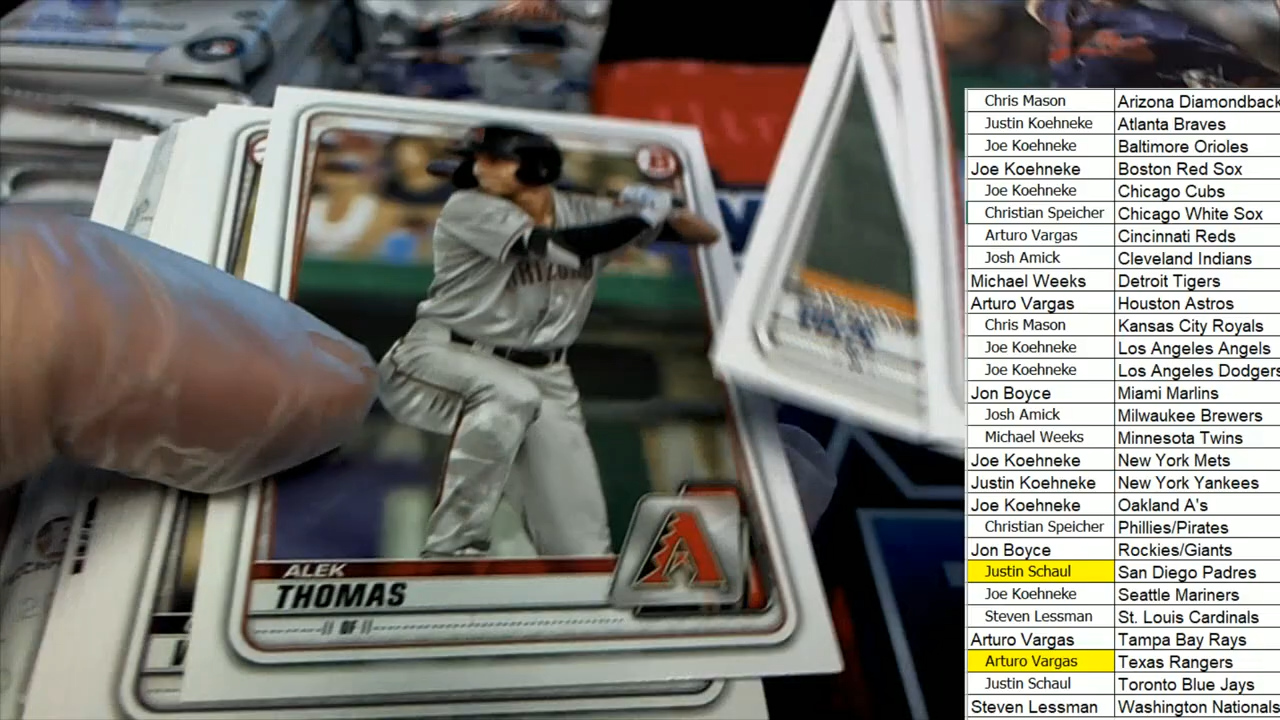 ARIZONA
ALEK
THOMAS
OF
Chris Mason Arizona Diamondback
Justin Koehneke Atlanta Braves
Joe Koehneke Baltimore Orioles
Joe Koehneke Boston Red Sox
Joe Koehneke Chicago Cubs
Christian Speicher Chicago White Sox
Arturo Vargas Cincinnati Reds
Josh Amick Cleveland Indians
Michael Weeks Detroit Tigers
Arturo Vargas Houston Astros
Chris Mason Kansas City Royals
Joe Koehneke Los Angeles Angels
Joe Koehneke Los Angeles Dodgers
Jon Boyce Miami Marlins
Josh Amick Milwaukee Brewers
Michael Weeks Minnesota Twins
Joe Koehneke New York Mets
Justin Koehneke New York Yankees
Joe Koehneke Oakland A's
Christian Speicher Phillies/Pirates
Jon Boyce Rockies/Giants
Justin Schaul San Diego Padres
Joe Koehneke Seattle Mariners
Steven Lessman St. Louis Cardinals
Arturo Vargas Tampa Bay Rays
Arturo Vargas Texas Rangers
Justin Schaul Toronto Blue Jays
Steven Lessman Washington Nationals